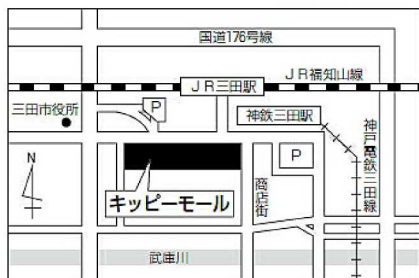 国道176号線
JR福知山線
JR三田駅
P
三田市役所
神鉄三田駅
神戸電鉄三田線
P
N
キッピーモール
商店街
武庫川